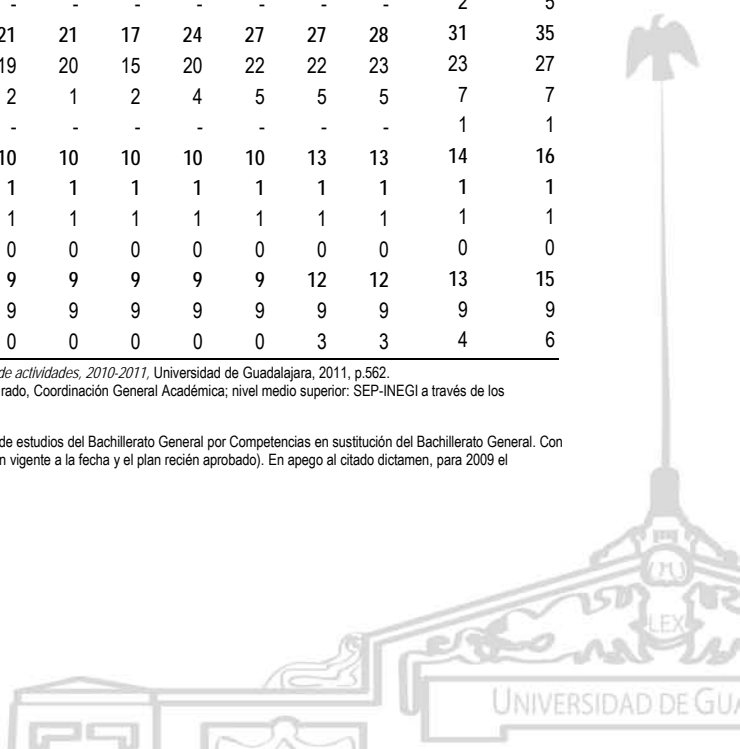 - - - - - - - 2 5
21 21 17 24 27 27 28 31 35
19 20 15 20 22 22 23 23 27
2 1 2 4 5 5 5 7 7
- - - - - - - 1 1
10 10 10 10 10 13 13 14 16
1 1 1 1 1 1 1 1 1
1 1 1 1 1 1 1 1 1
0 0 0 0 0 0 0 0 0
9 9 9 9 9 12 12 13 15
9 9 9 9 9 9 9 9 9
0 0 0 0 0 3 3 4 6
de actividades, 2010-2011, Universidad de Guadalajara, 2011, p.562.
rado, Coordinación General Académica; nivel medio superior: SEP-INEGI a través de los
de estudios del Bachillerato General por Competencias en sustitución del Bachillerato General. Con
n vigente a la fecha y el plan recién aprobado). En apego al citado dictamen, para 2009 el
LEX
UNIVERSIDAD DE GUA